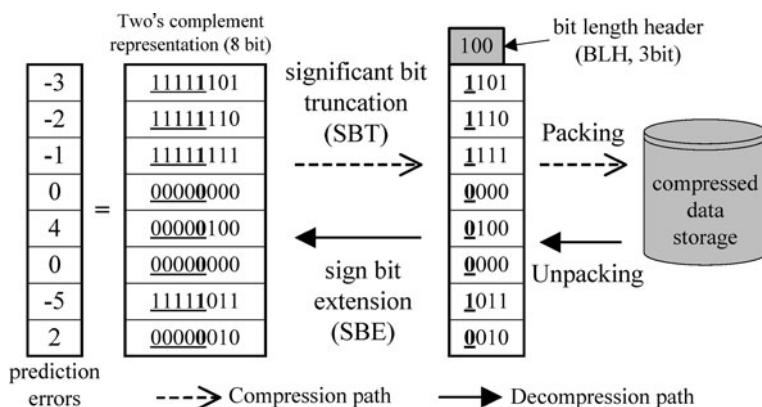 Two's complement
representation (8 bit)
100
bit length header
(BLH, 3bit)
-3
11111101
significant bit
truncation
(SBT)
1101
-2
11111110
1110
-1
11111111
1111
Packing
0
00000000
0000
compressed
data
storage
=
4
00000100
0100
0
00000000
sign bit
extension
(SBE)
0000
Unpacking
-5
11111011
1011
2
00000010
0010
prediction
errors
Compression path
Decompression path